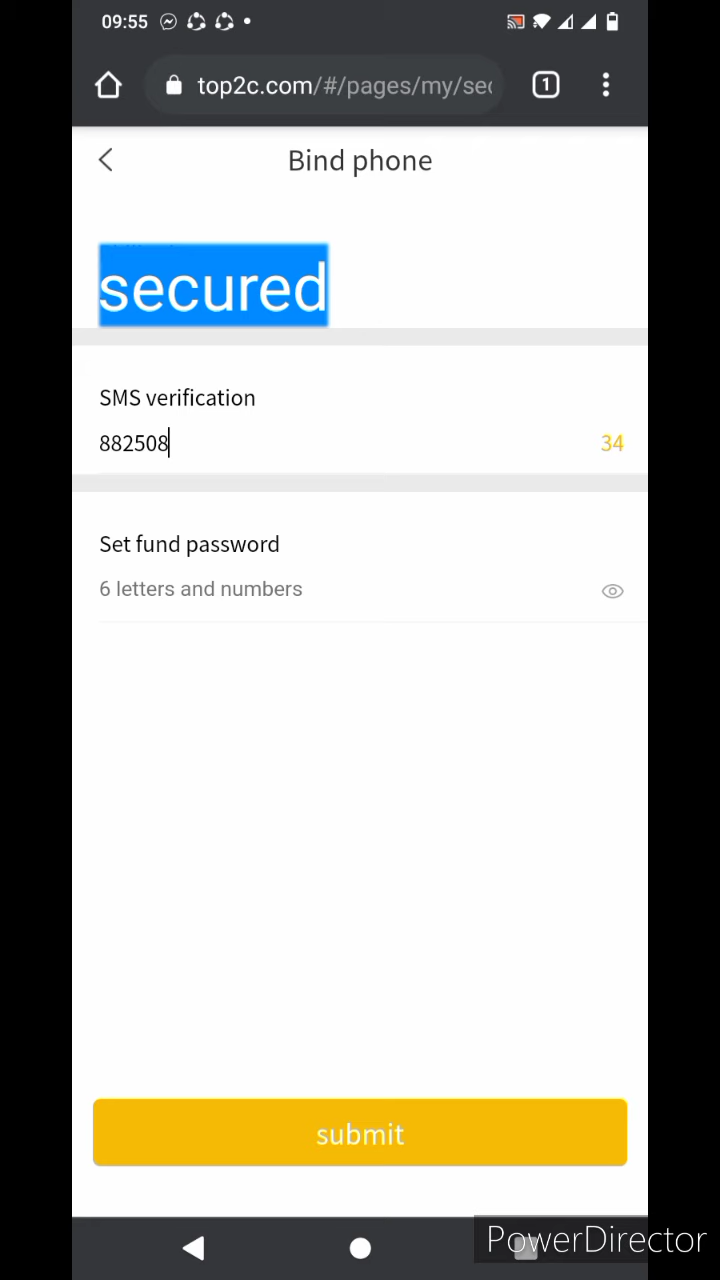 09:55
top2c.com/#/pages/my/sec
1
Bind phone
secured
SMS verification
882508
34
Set fund password
6 letters and numbers
submit
PowerDirector